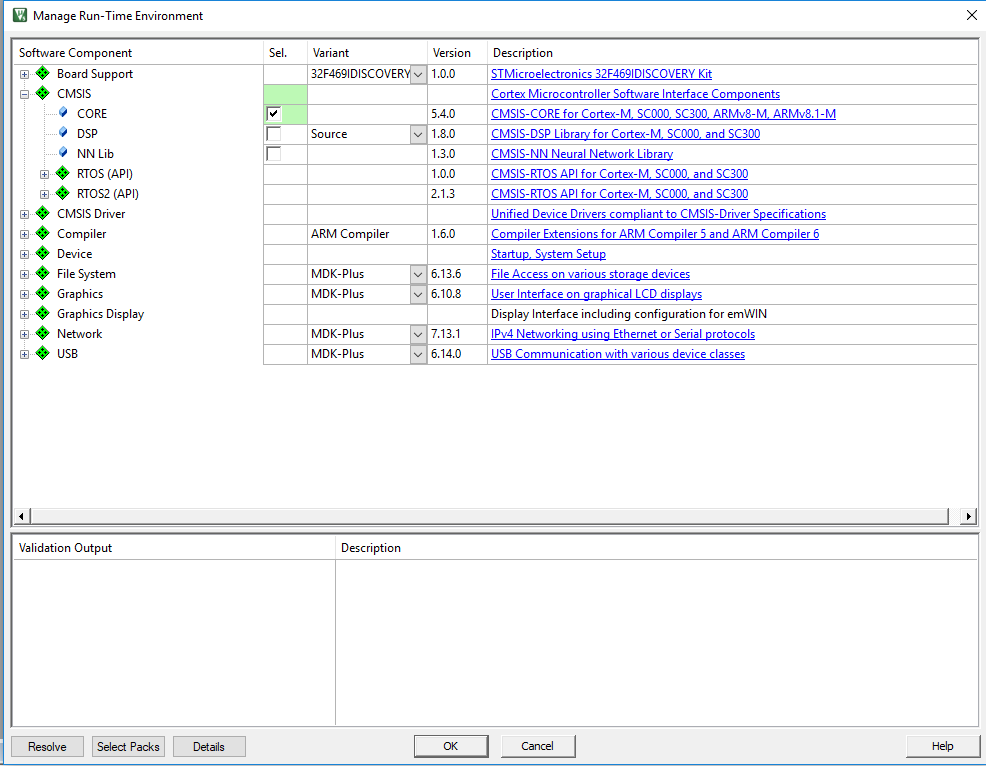 Manage Run-Time Environment
Software Component Sel. Variant Version Description
Board Support 32F469IDISCOVERY 1.0.0 STMicroelectronics 32F469IDISCOVERY Kit
CMSIS Cortex Microcontroller Software Interface Components
CORE 5.4.0 CMSIS-CORE for Cortex-M, SC000, SC300, ARMv8-M, ARMv8.1-M
DSP Source 1.8.0 CMSIS-DSP Library for Cortex-M, SC000, and SC300
NN Lib 1.3.0 CMSIS-NN Neural Network Library
RTOS (API) 1.0.0 CMSIS-RTOS API for Cortex-M, SC000, and SC300
RTOS2 (API) 2.1.3 CMSIS-RTOS API for Cortex-M, SC000, and SC300
CMSIS Driver Unified Device Drivers compliant to CMSIS-Driver Specifications
Compiler ARM Compiler 1.6.0 Compiler Extensions for ARM Compiler 5 and ARM Compiler 6
Device Startup, System Setup
File System MDK-Plus 6.13.6 File Access on various storage devices
Graphics MDK-Plus 6.10.8 User Interface on graphical LCD displays
Graphics Display Display Interface including configuration for emWIN
Network MDK-Plus 7.13.1 IPv4 Networking using Ethernet or Serial protocols
USB MDK-Plus 6.14.0 USB Communication with various device classes
Validation Output Description
Resolve Select Packs Details OK Cancel Help